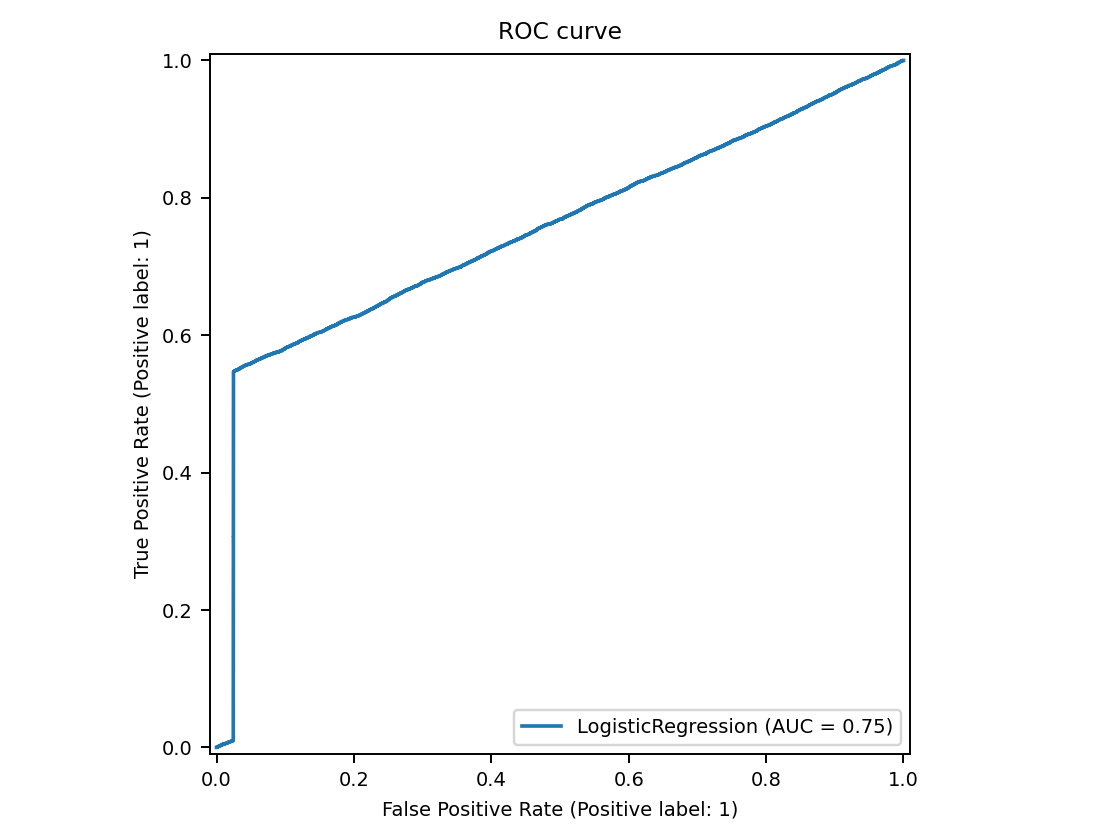 ROC curve
1.0
0.8
0.6
0.4
0.2
0.0
True Positive Rate (Positive label: 1)
LogisticRegression (AUC = 0.75)
0.0 0.2 0.4 0.6 0.8 1.0
False Positive Rate (Positive label: 1)